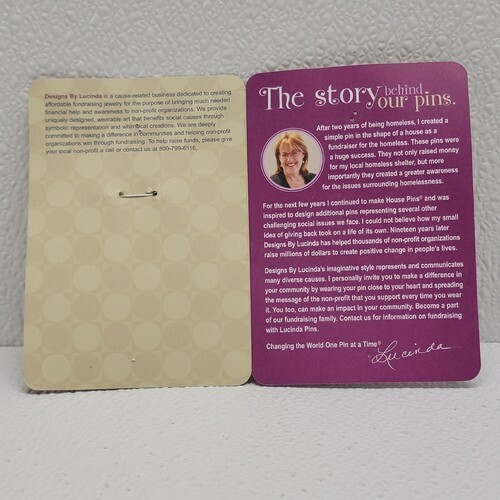 Designs By Lucinda is a cause-related business dedicated to creating
affordable fundraising jewelry for the purpose of bringing much needed
financial help and awareness to non-profit organizations. We provide
uniquely designed, wearable art that benefits social causes through
symbolic representation and whimsical creations. We are deeply
committed to making a difference in communities and helping non-profit
organizations win through fundraising. To help raise funds, please give
your local non-profit a call or contact us at 800-799-6116.
The story behind
our pins.
After two years of being homeless, I created a
simple pin in the shape of a house as a
fundraiser for the homeless. These pins were
a huge success. They not only raised money
for my local homeless shelter, but more
importantly they created a greater awareness
for the issues surrounding homelessness.
For the next few years I continued to make House Pins® and was
inspired to design additional pins representing several other
challenging social issues we face. I could not believe how my small
idea of giving back took on a life of its own. Nineteen years later
Designs By Lucinda has helped thousands of non-profit organizations
raise millions of dollars to create positive change in people's lives.
Designs By Lucinda's imaginative style represents and communicates
many diverse causes. I personally invite you to make a difference in
your community by wearing your pin close to your heart and spreading
the message of the non-profit that you support every time you wear
it. You too, can make an impact in your community. Become a part
of our fundraising family. Contact us for information on fundraising
with Lucinda Pins.
Changing the World One Pin at a Time®
Lucinda